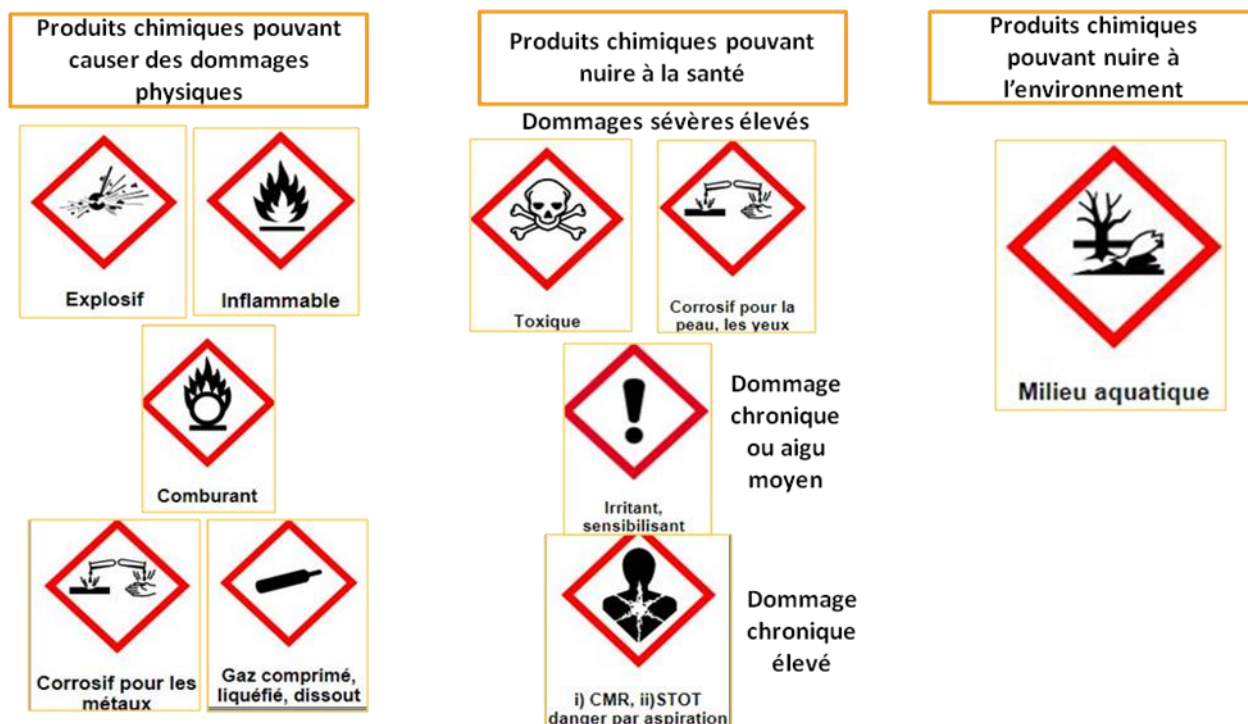 Produits chimiques pouvant
causer des dommages
physiques
Explosif
Inflammable
Comburant
Corrosif pour les
métaux
Gaz comprimé,
liquéfié, dissout
Produits chimiques pouvant
nuire à la santé
Dommages sévères élevés
Toxique
Corrosif pour la
peau, les yeux
Irritant,
sensibilisant
Dommage
chronique
ou aigu
moyen
i) CMR, ii)STOT
danger par aspiration
Dommage
chronique
élevé
Produits chimiques
pouvant nuire à
l’environnement
Milieu aquatique